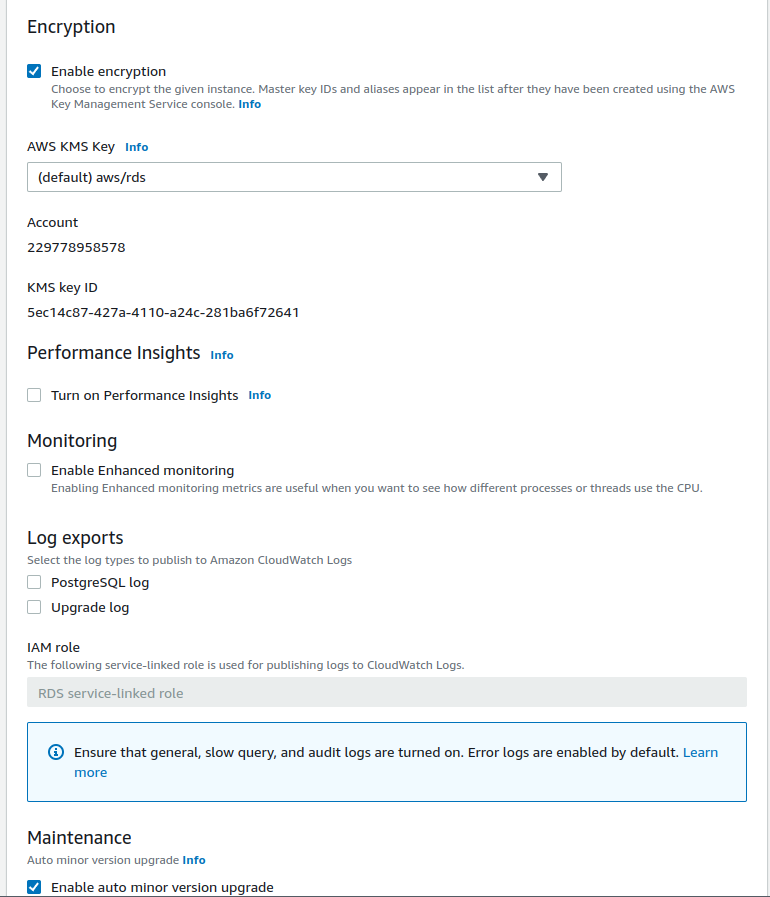 Encryption
Enable encryption
Choose to encrypt the given instance. Master key IDs and aliases appear in the list after they have been created using the AWS
Key Management Service console. Info
AWS KMS Key Info
(default) aws/rds
Account
229778958578
KMS key ID
5ec14c87-427a-4110-a24c-281ba6f72641
Performance Insights Info
Turn on Performance Insights Info
Monitoring
Enable Enhanced monitoring
Enabling Enhanced monitoring metrics are useful when you want to see how different processes or threads use the CPU.
Log exports
Select the log types to publish to Amazon CloudWatch Logs
PostgreSQL log
Upgrade log
IAM role
The following service-linked role is used for publishing logs to CloudWatch Logs.
RDS service-linked role
Ensure that general, slow query, and audit logs are turned on. Error logs are enabled by default. Learn
more
Maintenance
Auto minor version upgrade Info
Enable auto minor version upgrade